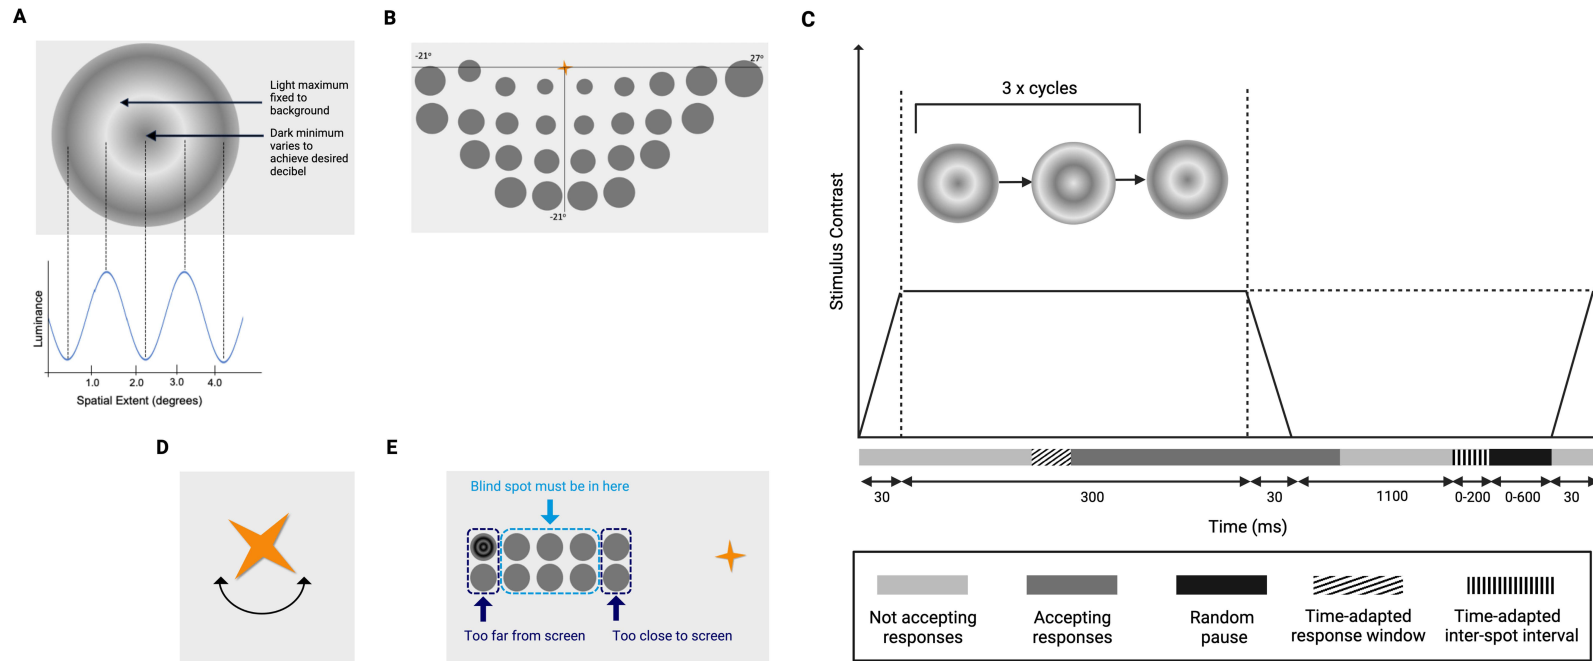 A
Light maximum
fixed to
background
Dark minimum
varies to
achieve desired
decibel
Luminance
1.0 2.0 3.0 4.0
Spatial Extent (degrees)
B
-21°
27°
-21°
C
Stimulus Contrast
3 x cycles
30 300 30 1100 0-200 0-600 30
Time (ms)
Not accepting
responses
Accepting
responses
Random
pause
Time-adapted
response window
Time-adapted
inter-spot interval
D
E
Blind spot must be in here
Too far from screen
Too close to screen